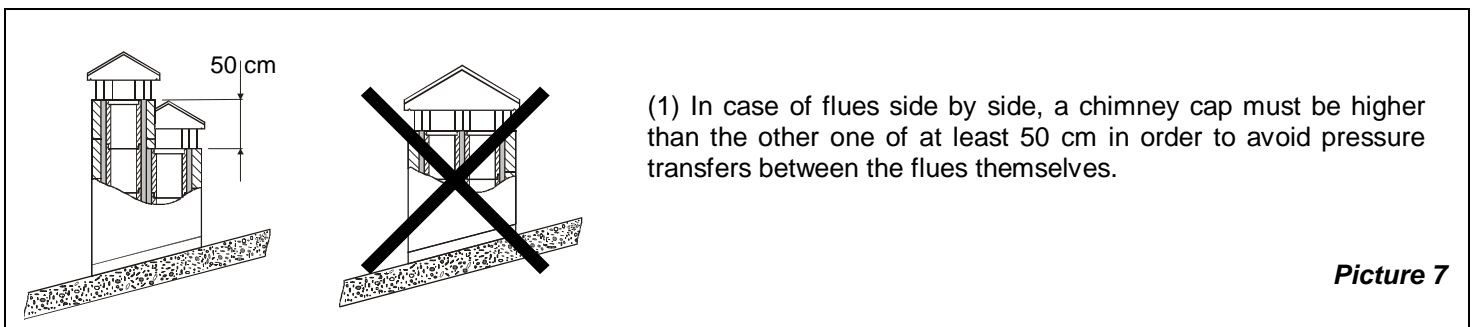 50 cm
(1) In case of flues side by side, a chimney cap must be higher
than the other one of at least 50 cm in order to avoid pressure
transfers between the flues themselves.
Picture 7